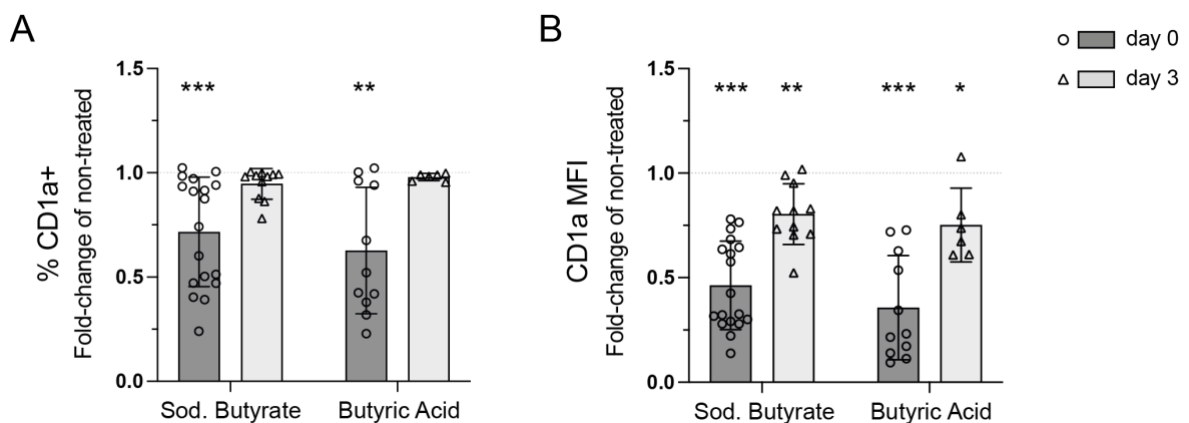 A
% CD1a+
Fold-change of non-treated
1.5
1.0
0.5
0.0
***
**
Sod. Butyrate
Butyric Acid
B
CD1a MFI
Fold-change of non-treated
1.5
1.0
0.5
0.0
***
**
***
*
Sod. Butyrate
Butyric Acid
day 0
day 3